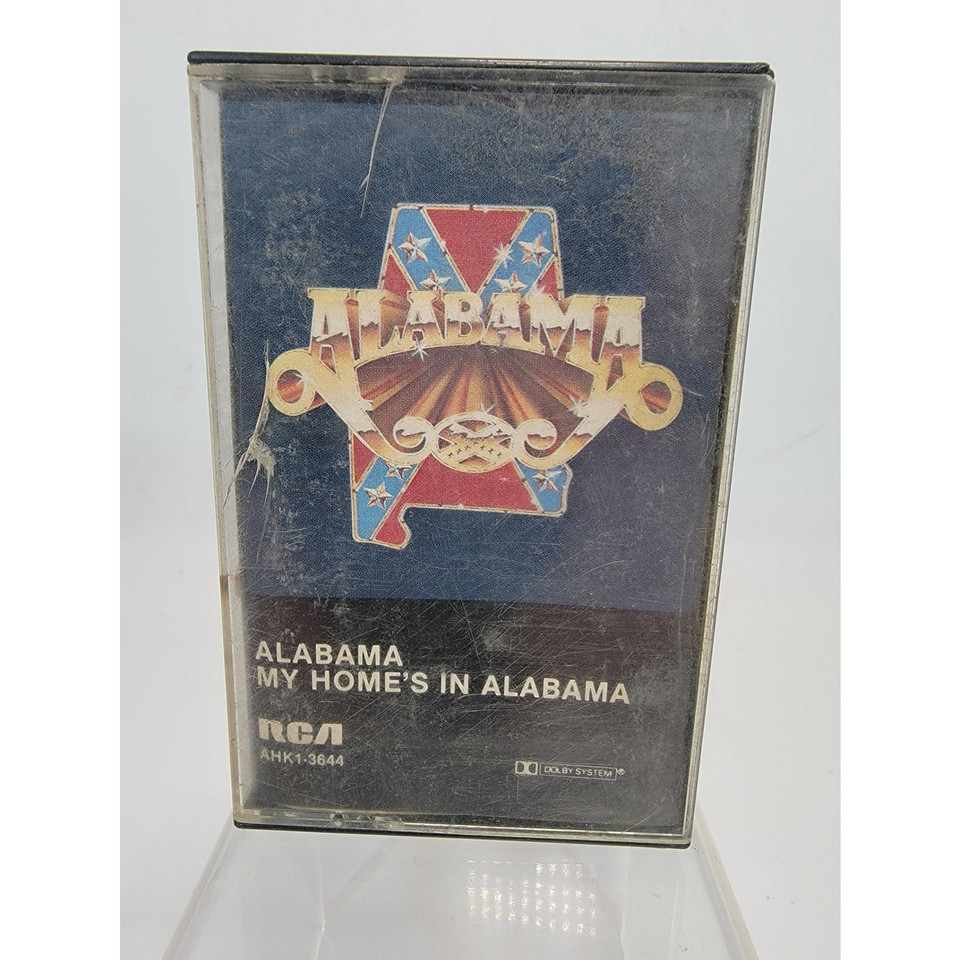 ALABAMA
ALABAMA
MY HOME'S IN ALABAMA
RCA
AHK1-3644
DOLBY SYSTEM®